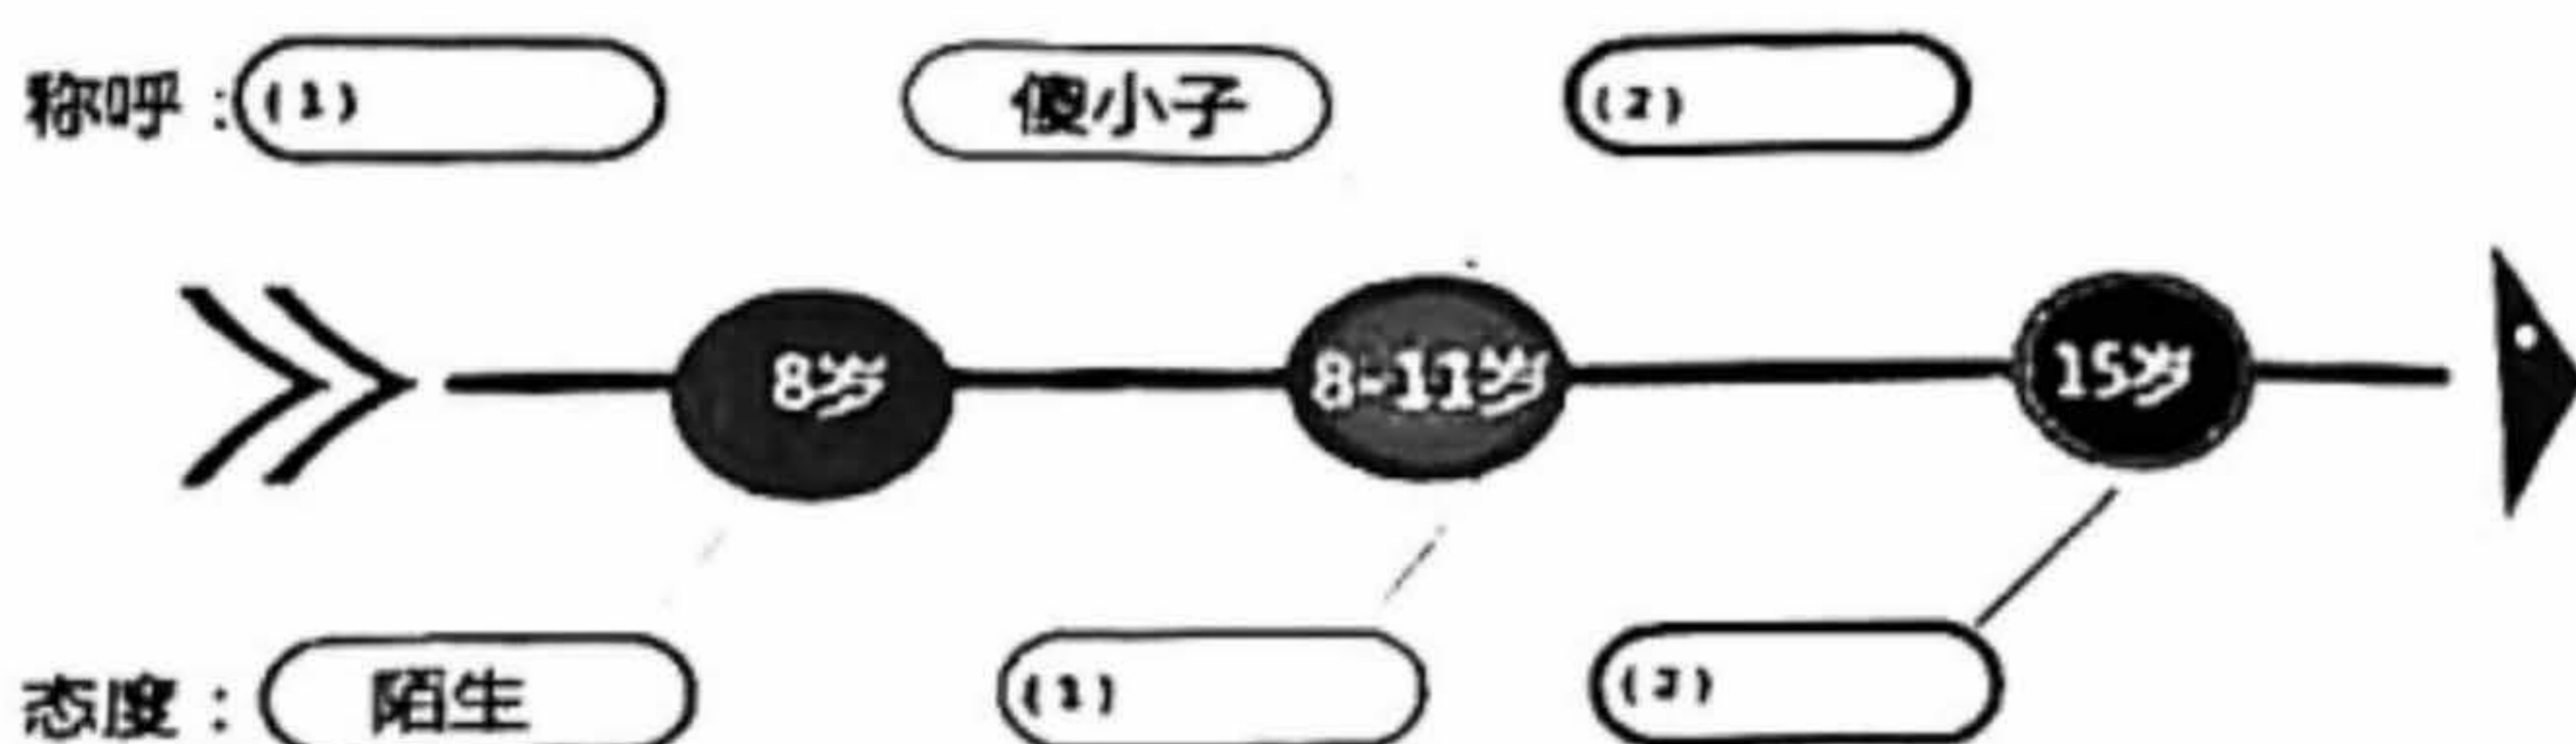 称呼：(1) 傻小子 (2)
8岁 8-11岁 15岁
态度：陌生 (1) (2)